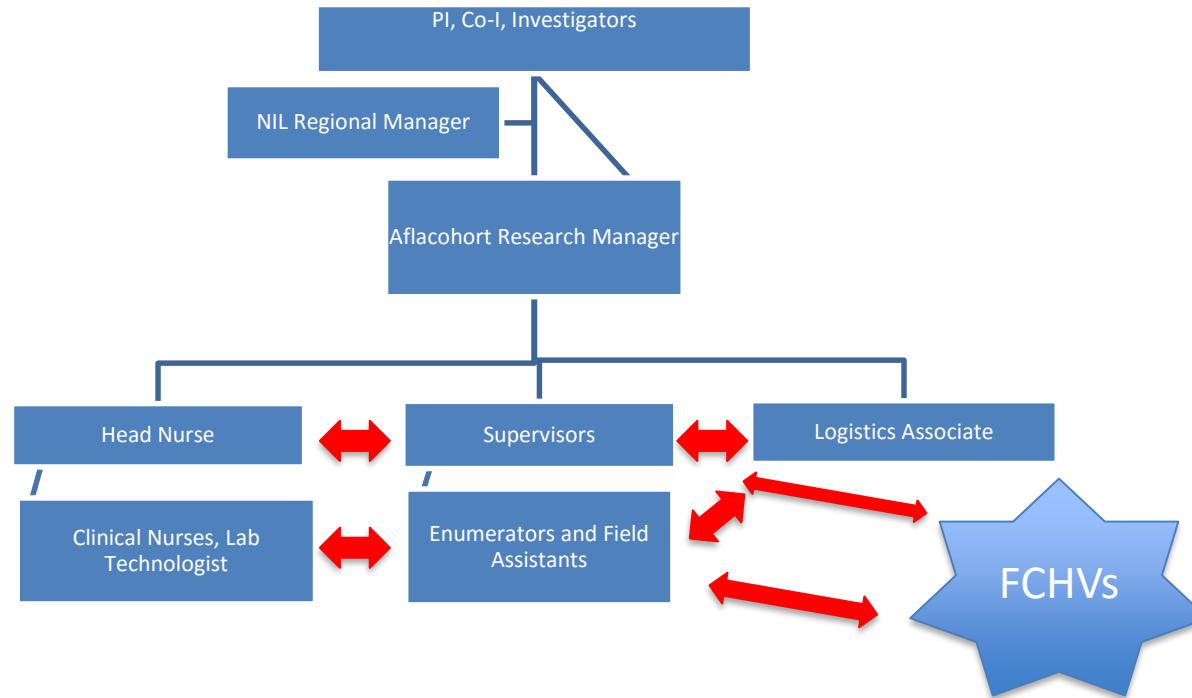 PI, Co-I, Investigators
NIL Regional Manager
Aflacohort Research Manager
Head Nurse
Supervisors
Logistics Associate
Clinical Nurses, Lab
Technologist
Enumerators and Field
Assistants
FCHVs